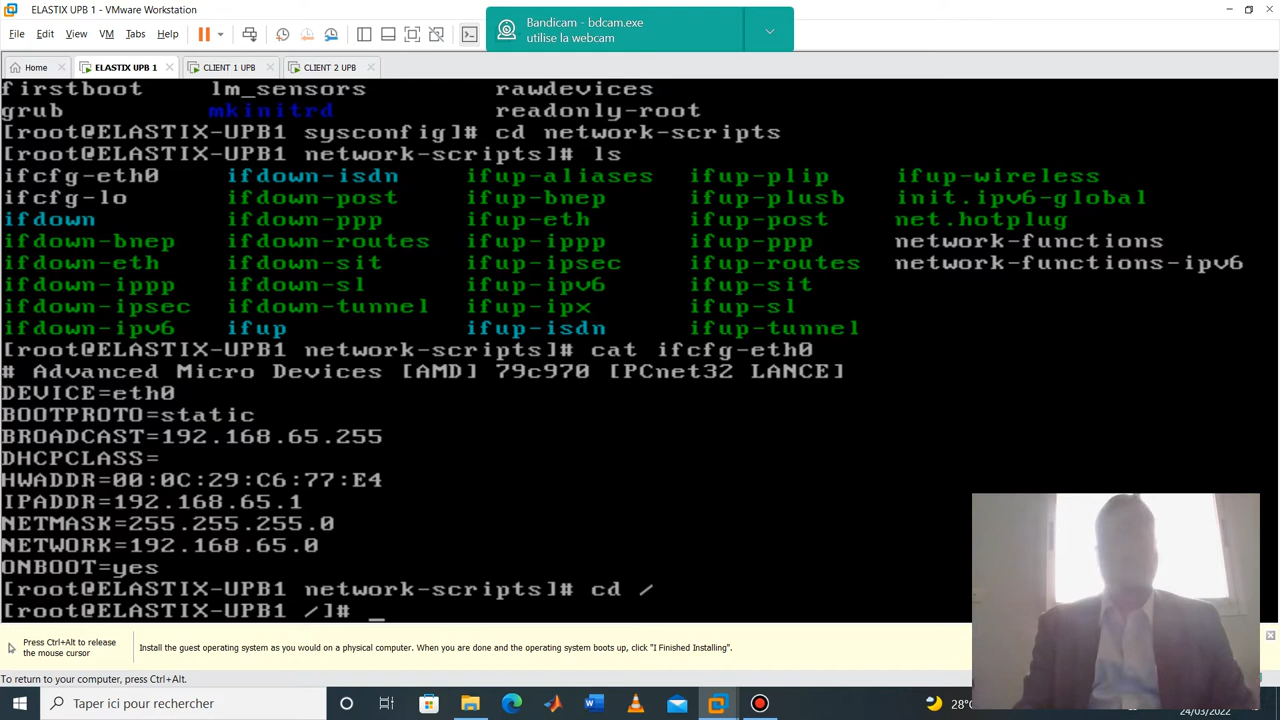 ELASTIX UPB 1 - VMware Workstation
Bandicam - bdcam.exe
utilise la webcam
File Edit View VM Tabs Help
Home ELASTIX UPB 1 CLIENT 1 UPB CLIENT 2 UPB
firstboot lm_sensors rawdevices
grub mkinitrd readonly-root
[root@ELASTIX-UPB1 sysconfig]# cd network-scripts
[root@ELASTIX-UPB1 network-scripts]# ls
ifcfg-eth0 ifdown-isdn ifup-aliases ifup-plip ifup-wireless
ifcfg-lo ifdown-post ifup-bnep ifup-plusb init.ipv6-global
ifdown ifdown-ppp ifup-eth ifup-post net.hotplug
ifdown-bnep ifdown-routes ifup-ippp ifup-ppp network-functions
ifdown-eth ifdown-sit ifup-ipsec ifup-routes network-functions-ipv6
ifdown-ippp ifdown-sl ifup-ipv6 ifup-sit
ifdown-ipsec ifdown-tunnel ifup-ipx ifup-sl
ifdown-ipv6 ifup ifup-isdn ifup-tunnel
[root@ELASTIX-UPB1 network-scripts]# cat ifcfg-eth0
# Advanced Micro Devices [AMD] 79c970 [PCnet32 LANCE]
DEVICE=eth0
BOOTPROTO=static
BROADCAST=192.168.65.255
DHCPCLASS=
HWADDR=00:0C:29:C6:77:E4
IPADDR=192.168.65.1
NETMASK=255.255.255.0
NETWORK=192.168.65.0
ONBOOT=yes
[root@ELASTIX-UPB1 network-scripts]# cd /
[root@ELASTIX-UPB1 /]# _
Press Ctrl+Alt to release
the mouse cursor
Install the guest operating system as you would on a physical computer. When you are done and the operating system boots up, click "I Finished Installing".
To return to your computer, press Ctrl+Alt.
Taper ici pour rechercher
28°
24/03/2022